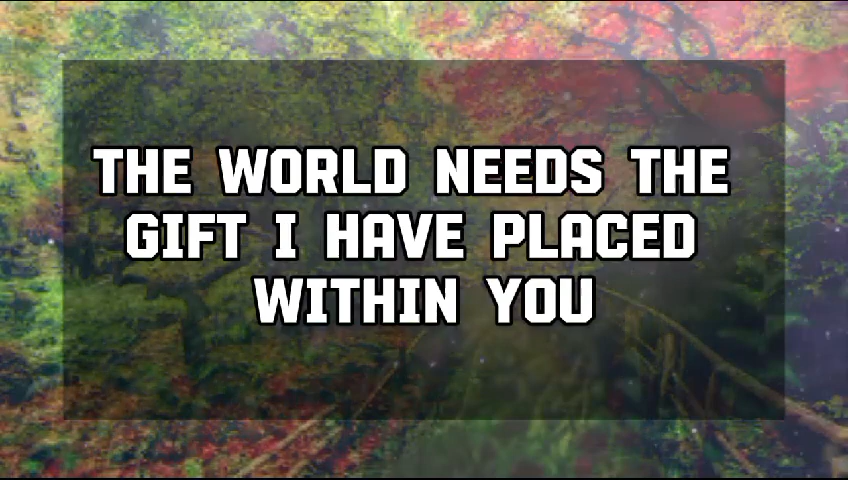 THE WORLD NEEDS THE
GIFT I HAVE PLACED
WITHIN YOU